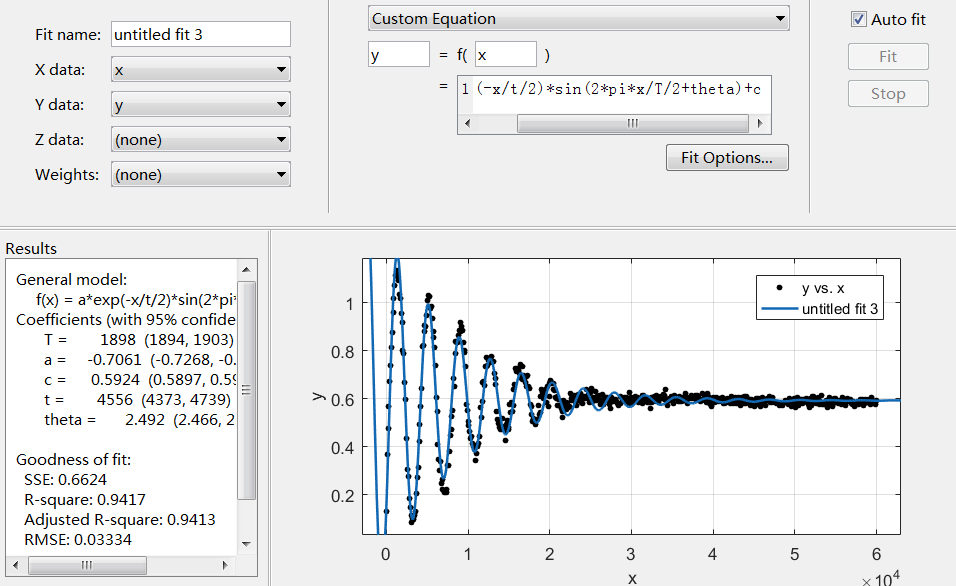 Fit name: untitled fit 3
X data: x
Y data: y
Z data: (none)
Weights: (none)
Custom Equation
y = f( x )
= 1 (-x/t/2)*sin(2*pi*x/T/2+theta)+c
Fit Options...
Auto fit
Fit
Stop
Results
General model:
f(x) = a*exp(-x/t/2)*sin(2*pi*
Coefficients (with 95% confide
T = 1898 (1894, 1903)
a = -0.7061 (-0.7268, -0.
c = 0.5924 (0.5897, 0.59
t = 4556 (4373, 4739)
theta = 2.492 (2.466, 2
Goodness of fit:
SSE: 0.6624
R-square: 0.9417
Adjusted R-square: 0.9413
RMSE: 0.03334
y vs. x
untitled fit 3
1
0.8
0.6
0.4
0.2
y
0 1 2 3 4 5 6
x
×10⁴